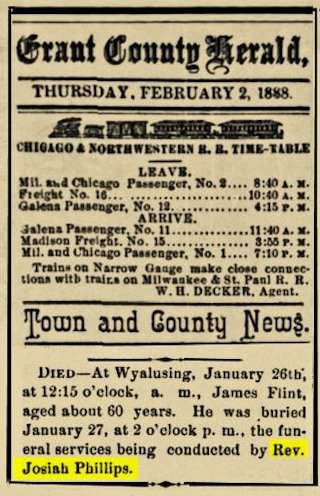 Grant County Herald,
THURSDAY, FEBRUARY 2, 1888.
CHICAGO & NORTHWESTERN R. R. TIME-TABLE
LEAVE.
Mil. and Chicago Passenger, No. 2.... 8:40 A. M.
Freight No. 16.... 10:40 A. M.
Galena Passenger, No. 12.... 4:15 P. M.
ARRIVE.
Galena Passenger, No. 11.... 11:40 A. M.
Madison Freight. No. 15.... 3:55 P. M.
Mil. and Chicago Passenger, No. 1.... 7:10 P. M.
Trains on Narrow Gauge make close connec-
tions with trains on Milwaukee & St. Paul R. R.
W. H. DECKER, Agent.
Town and County News.
DIED—At Wyalusing, January 26th,
at 12:15 o'clock, a. m., James Flint,
aged about 60 years. He was buried
January 27, at 2 o'clock p. m., the fun-
eral services being conducted by Rev.
Josiah Phillips.